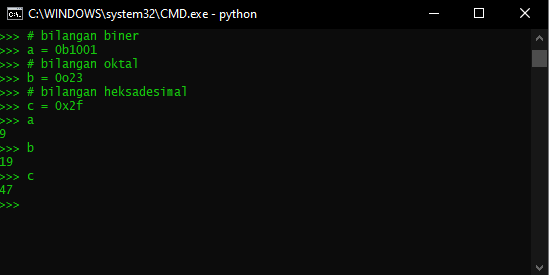 C:\WINDOWS\system32\CMD.exe - python
>>> # bilangan biner
>>> a = 0b1001
>>> # bilangan oktal
>>> b = 0o23
>>> # bilangan heksadesimal
>>> c = 0x2f
>>> a
9
>>> b
19
>>> c
47
>>>